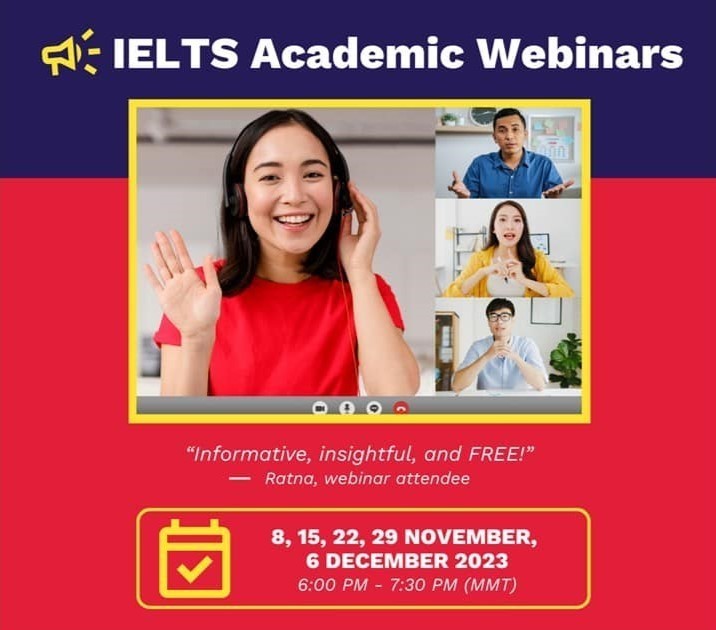 IELTS Academic Webinars
“Informative, insightful, and FREE!”
— Ratna, webinar attendee
8, 15, 22, 29 NOVEMBER,
6 DECEMBER 2023
6:00 PM - 7:30 PM (MMT)